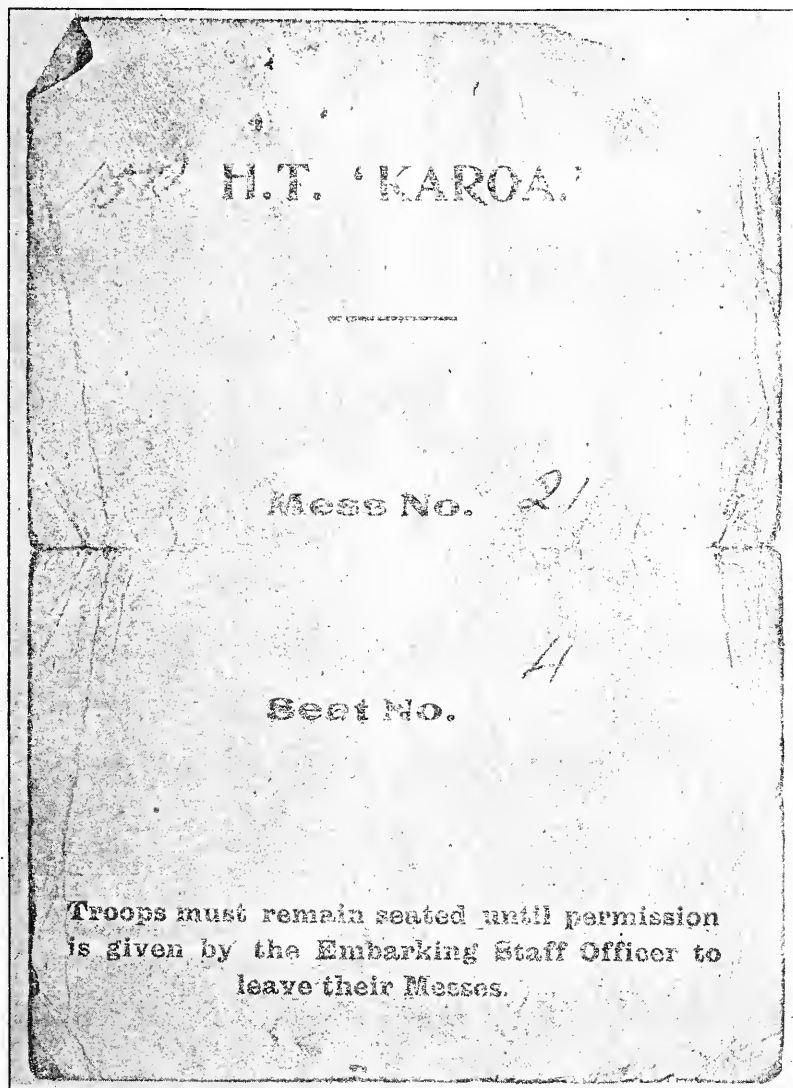 H.T. 'KAROA.'
Mess No. 21
4
Seat No.
Troops must remain seated until permission
is given by the Embarking Staff Officer to
leave their Messes.